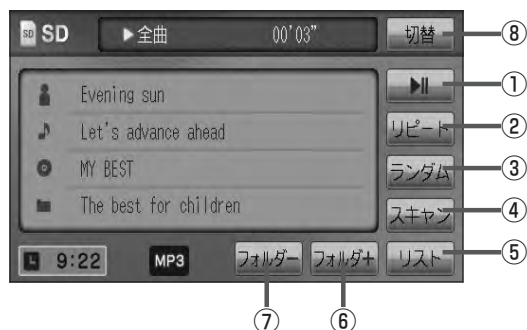 SD SD ▶全曲 00'03" 切替 ⑧
▶II ①
Evening sun
リピート ②
Let's advance ahead
ランダム ③
MY BEST
スキャン ④
The best for children
9:22 MP3 フォルダー フォルダ+ リスト ⑤
⑦ ⑥